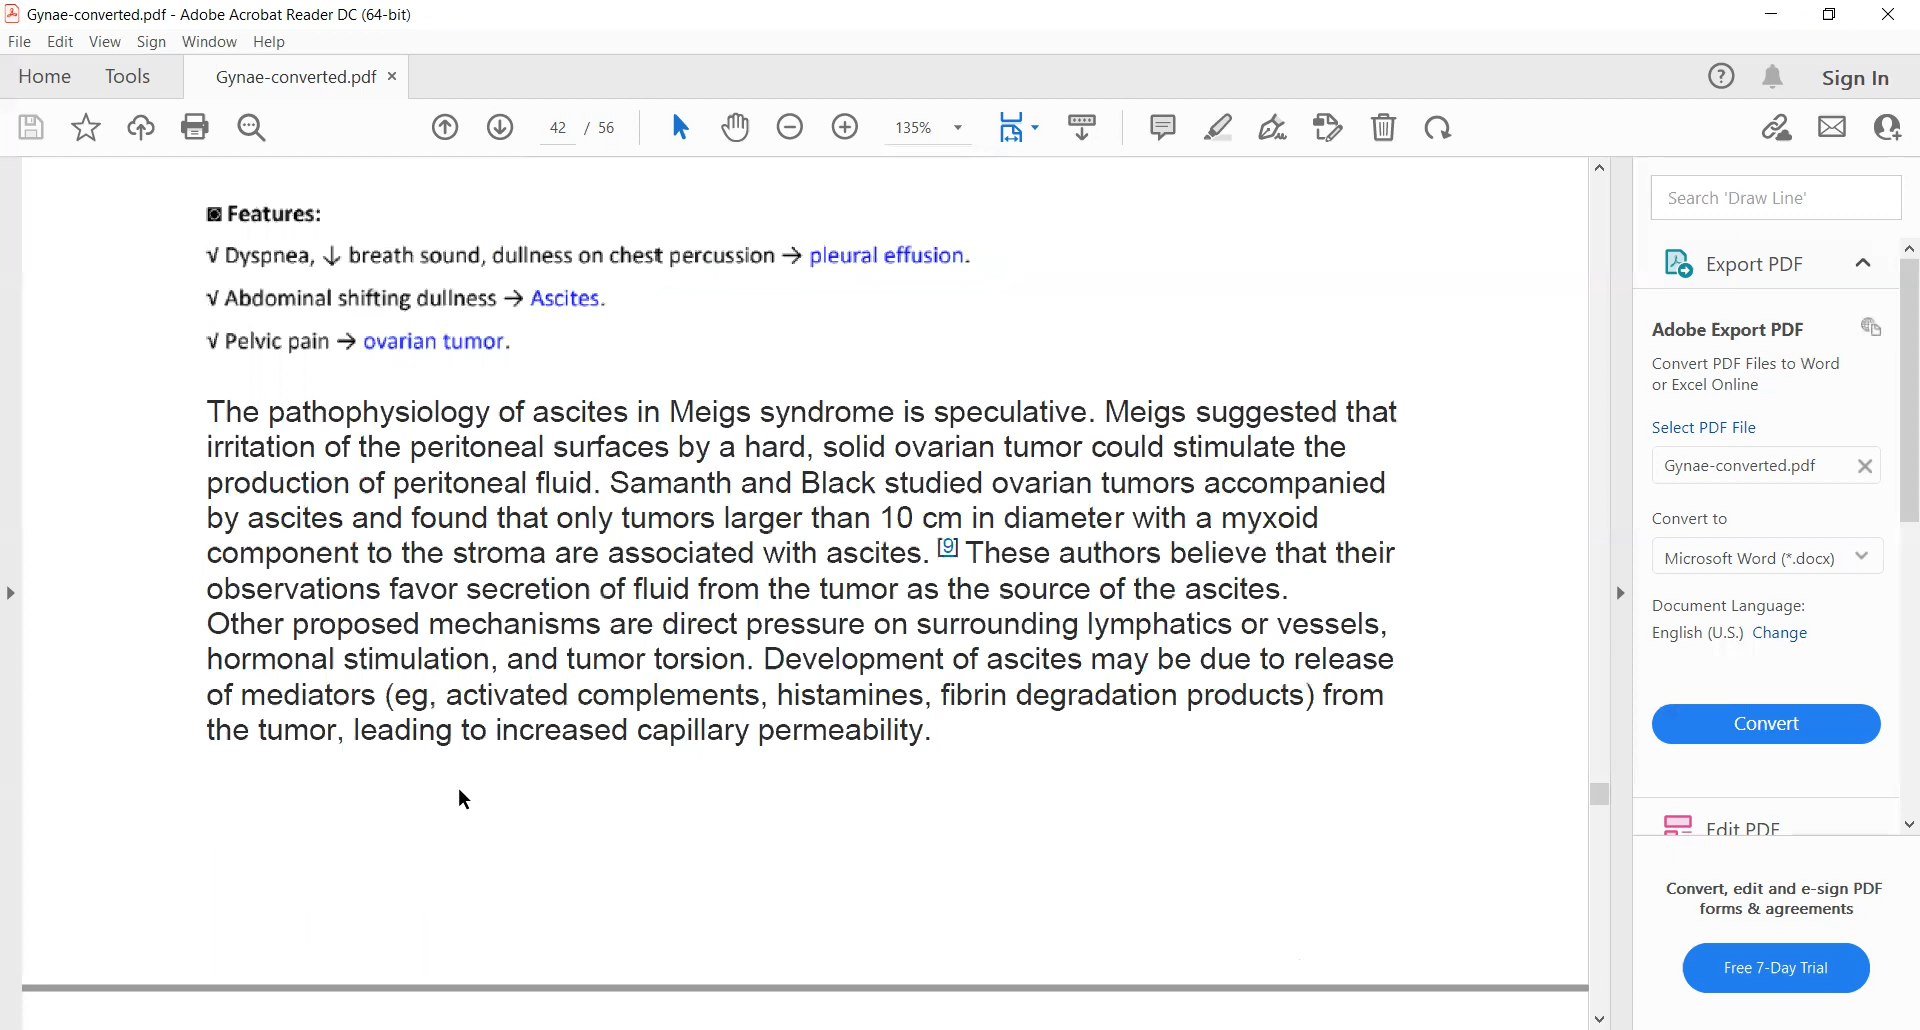 Gynae-converted.pdf - Adobe Acrobat Reader DC (64-bit)
File Edit View Sign Window Help
Home Tools Gynae-converted.pdf × Sign In
42 / 56 135%
Features:
√ Dyspnea, ↓ breath sound, dullness on chest percussion → pleural effusion.
√ Abdominal shifting dullness → Ascites.
√ Pelvic pain → ovarian tumor.
The pathophysiology of ascites in Meigs syndrome is speculative. Meigs suggested that
irritation of the peritoneal surfaces by a hard, solid ovarian tumor could stimulate the
production of peritoneal fluid. Samanth and Black studied ovarian tumors accompanied
by ascites and found that only tumors larger than 10 cm in diameter with a myxoid
component to the stroma are associated with ascites. [9] These authors believe that their
observations favor secretion of fluid from the tumor as the source of the ascites.
Other proposed mechanisms are direct pressure on surrounding lymphatics or vessels,
hormonal stimulation, and tumor torsion. Development of ascites may be due to release
of mediators (eg, activated complements, histamines, fibrin degradation products) from
the tumor, leading to increased capillary permeability.
Search 'Draw Line'
Export PDF
Adobe Export PDF
Convert PDF Files to Word
or Excel Online
Select PDF File
Gynae-converted.pdf
Convert to
Microsoft Word (*.docx)
Document Language:
English (U.S.) Change
Convert
Edit PDF
Convert, edit and e-sign PDF
forms & agreements
Free 7-Day Trial